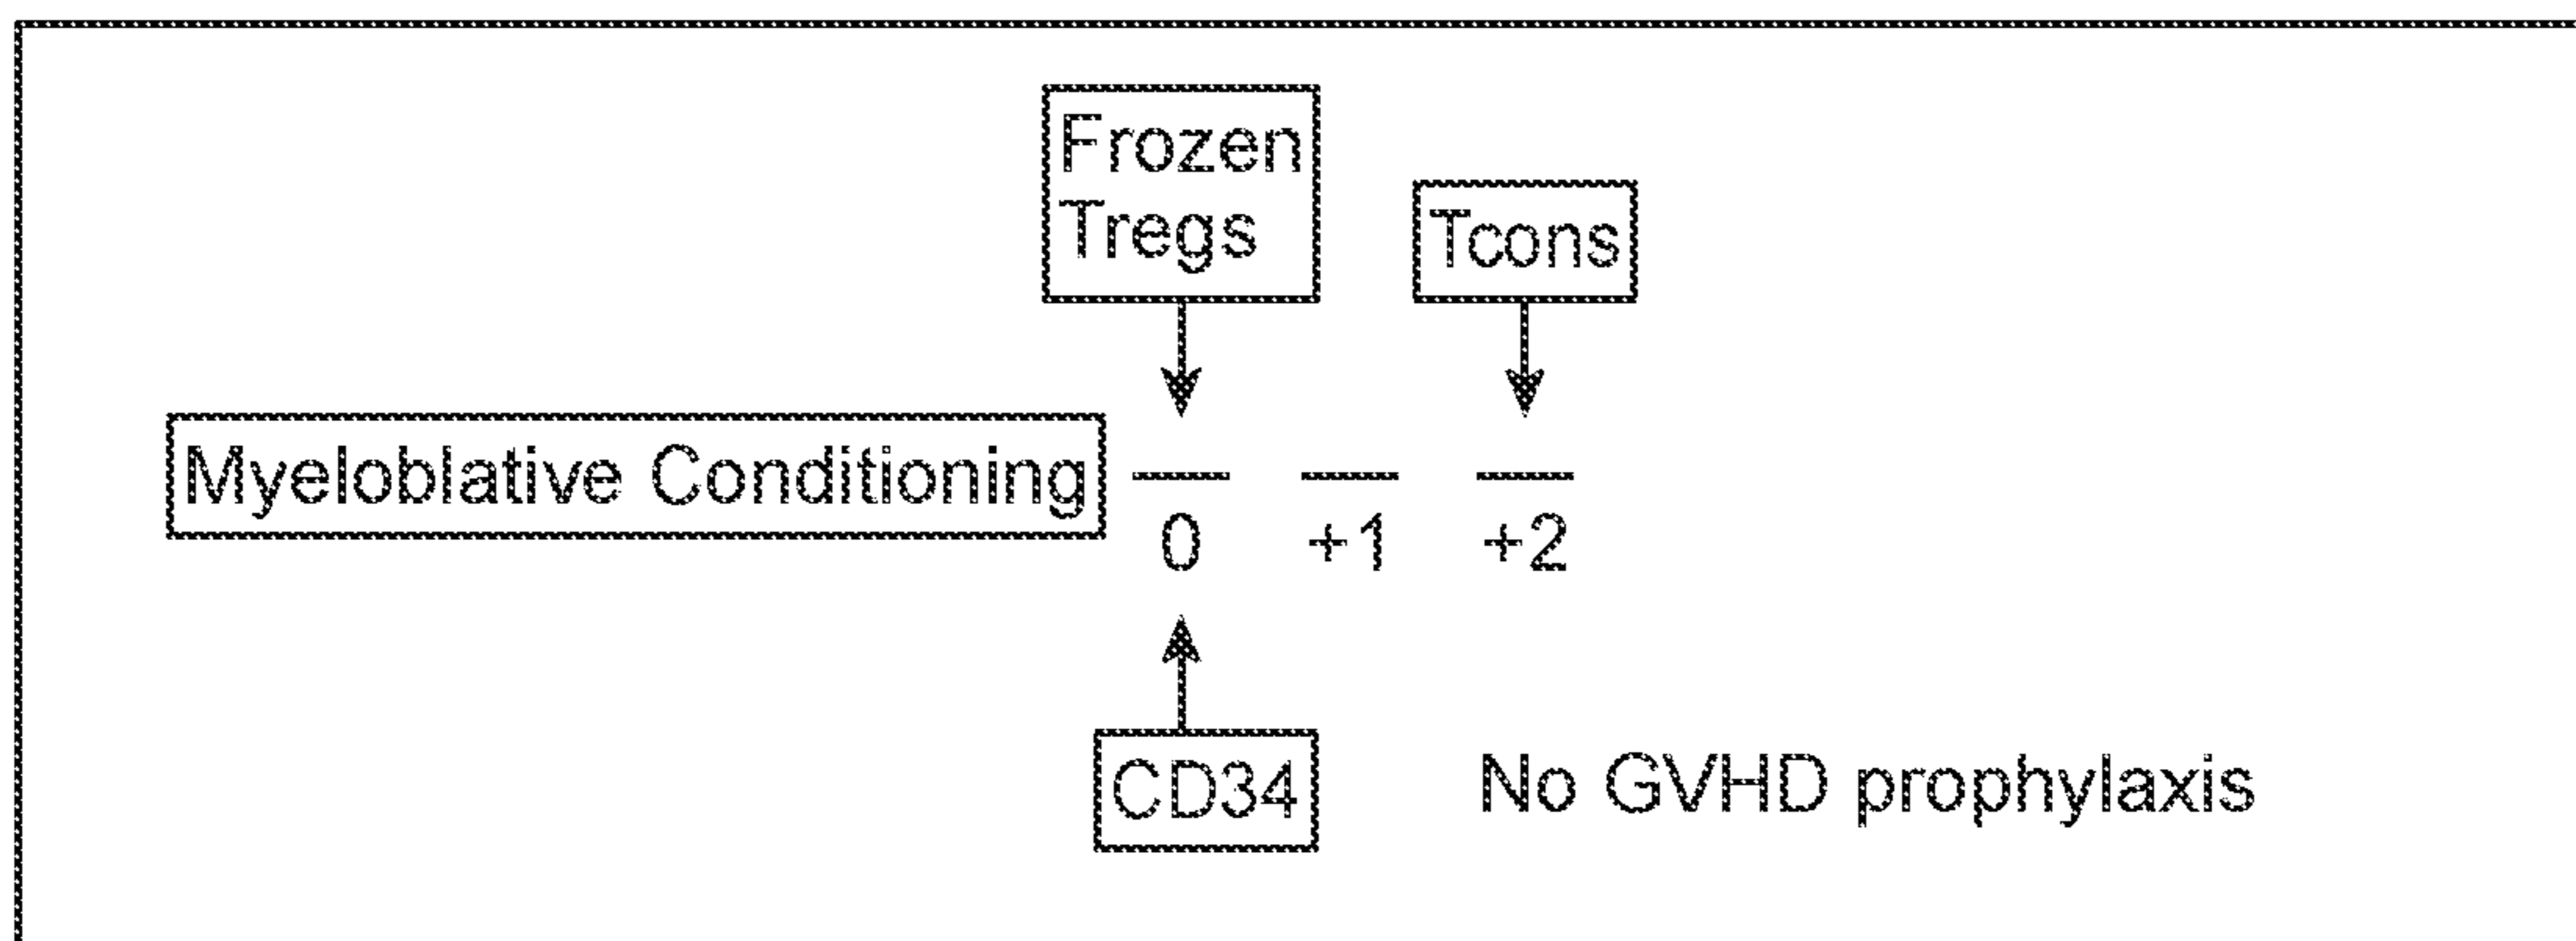 Frozen
Tregs
Tcons
Myeloblative Conditioning
0 +1 +2
CD34
No GVHD prophylaxis